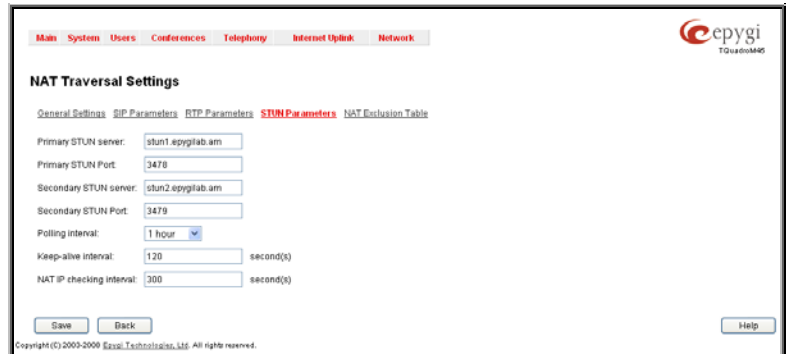 epygi
TQuadroM45
Main System Users Conferences Telephony Internet Uplink Network
NAT Traversal Settings
General Settings SIP Parameters RTP Parameters STUN Parameters NAT Exclusion Table
Primary STUN server: stun1.epygilab.am
Primary STUN Port: 3478
Secondary STUN server: stun2.epygilab.am
Secondary STUN Port: 3479
Polling interval: 1 hour
Keep-alive interval: 120 second(s)
NAT IP checking interval: 300 second(s)
Save Back Help
Copyright (C) 2003-2008 Epygi Technologies, Ltd. All rights reserved.